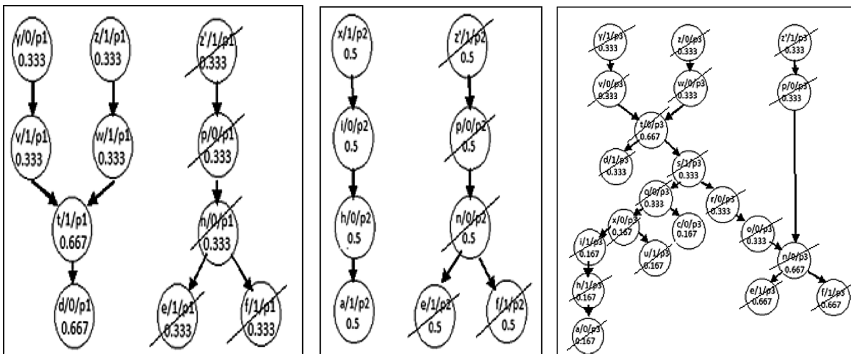 y/0/p1
0.333
z/1/p1
0.333
z'/1/p1
0.333
v/1/p1
0.333
w/1/p1
0.333
p/0/p1
0.333
t/1/p1
0.667
n/0/p1
0.333
d/0/p1
0.667
e/1/p1
0.333
f/1/p1
0.333
x/1/p2
0.5
z'/1/p2
0.5
i/0/p2
0.5
p/0/p2
0.5
h/0/p2
0.5
n/0/p2
0.5
a/1/p2
0.5
e/1/p2
0.5
f/1/p2
0.5
y/1/p3
0.333
z/0/p3
0.333
z'/1/p3
0.333
v/0/p3
0.333
w/0/p3
0.333
p/0/p3
0.333
t/0/p3
0.667
d/1/p3
0.333
s/1/p3
0.333
q/0/p3
0.333
r/0/p3
0.333
x/0/p3
0.167
c/0/p3
0.167
o/0/p3
0.333
i/1/p3
0.167
u/1/p3
0.167
n/0/p3
0.667
h/1/p3
0.167
e/1/p3
0.667
f/1/p3
0.667
a/0/p3
0.167